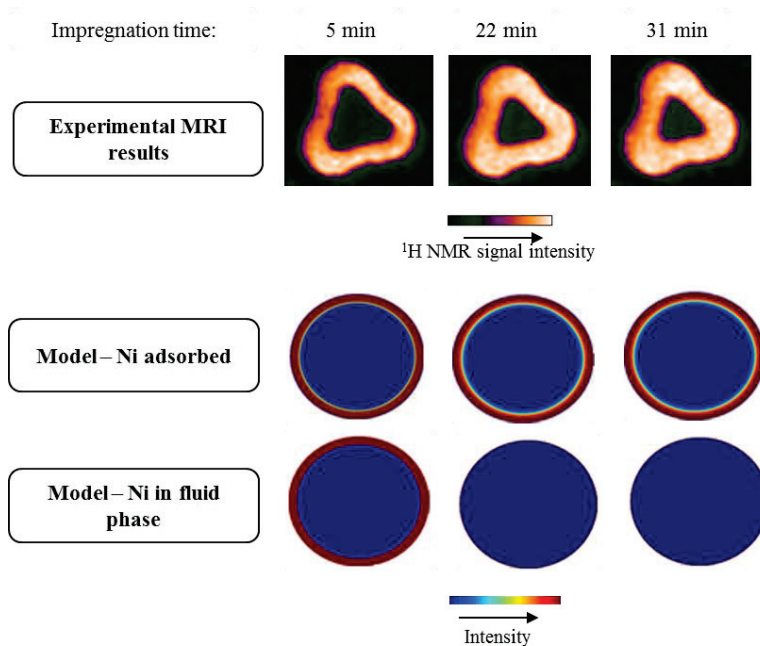 Impregnation time: 5 min 22 min 31 min
Experimental MRI
results
¹H NMR signal intensity
Model – Ni adsorbed
Model – Ni in fluid
phase
Intensity